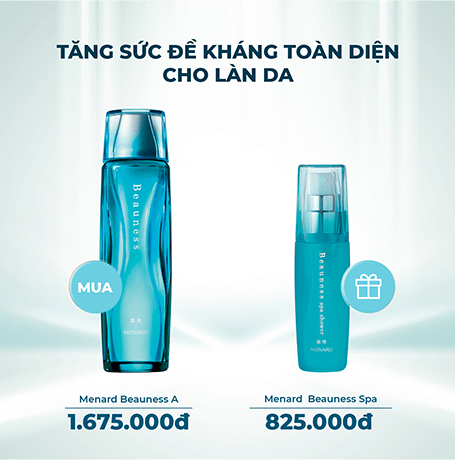 TĂNG SỨC ĐỀ KHÁNG TOÀN DIỆN
CHO LÀN DA
Beauness
MENARD
MUA
Beauness spa shower
MENARD
Menard Beauness A
1.675.000đ
Menard Beauness Spa
825.000đ